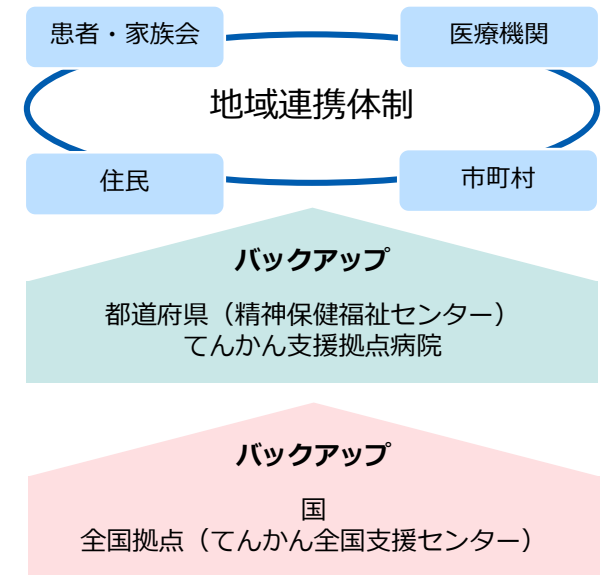 患者・家族会
医療機関
地域連携体制
住民
市町村
バックアップ
都道府県（精神保健福祉センター）
てんかん支援拠点病院
バックアップ
国
全国拠点（てんかん全国支援センター）